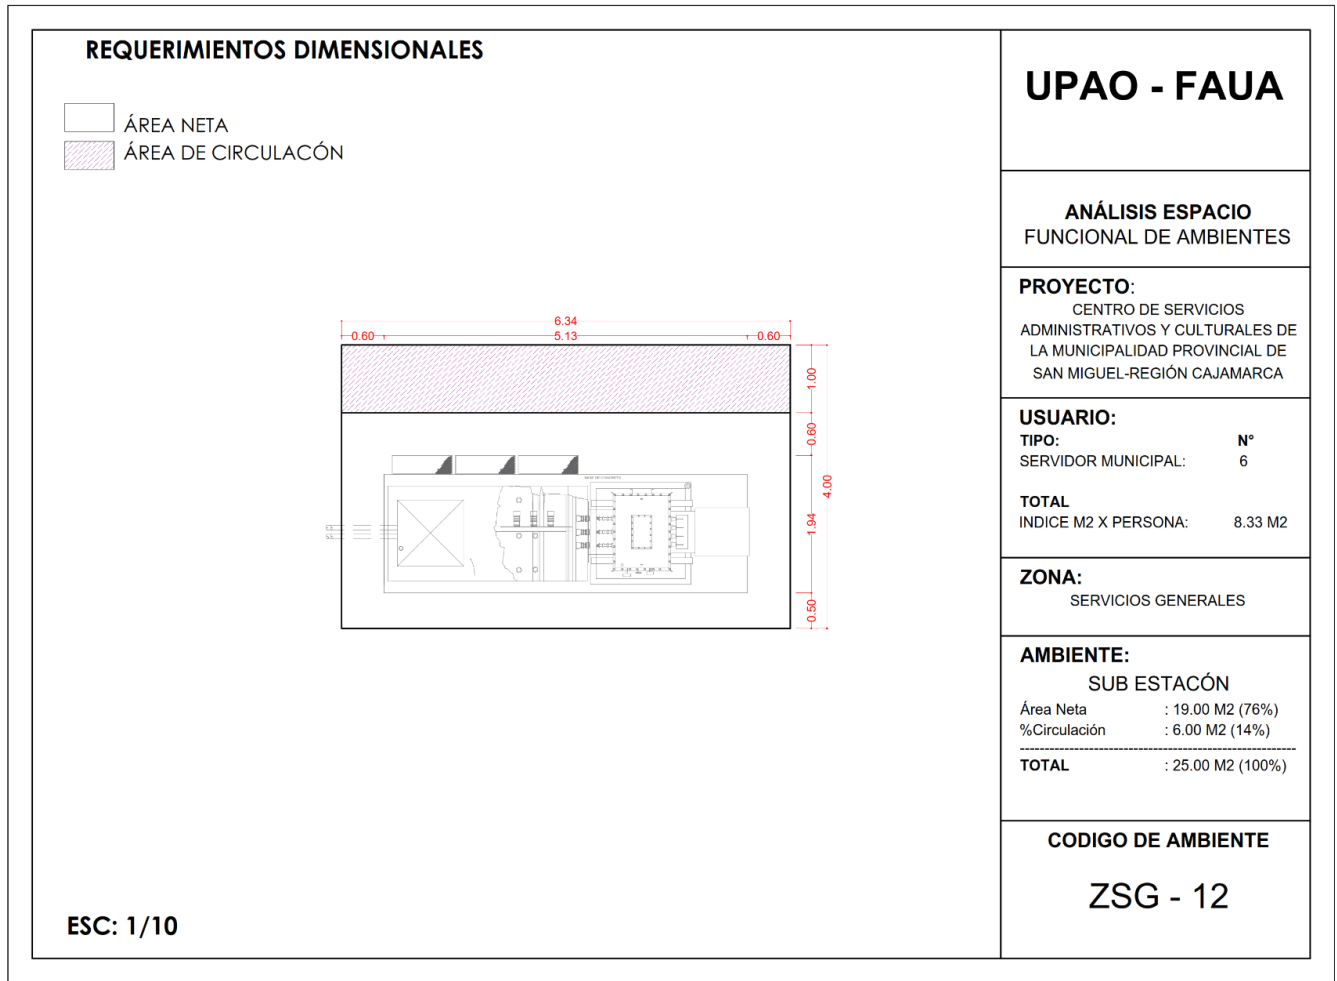 REQUERIMIENTOS DIMENSIONALES
ÁREA NETA
ÁREA DE CIRCULACÓN
6.34
0.60 5.13 0.60
1.00
0.60
4.00
1.94
0.50
BASE DE CONCRETO
ESC: 1/10
UPAO - FAUA
ANÁLISIS ESPACIO
FUNCIONAL DE AMBIENTES
PROYECTO:
CENTRO DE SERVICIOS
ADMINISTRATIVOS Y CULTURALES DE
LA MUNICIPALIDAD PROVINCIAL DE
SAN MIGUEL-REGIÓN CAJAMARCA
USUARIO:
TIPO: N°
SERVIDOR MUNICIPAL: 6
TOTAL
INDICE M2 X PERSONA: 8.33 M2
ZONA:
SERVICIOS GENERALES
AMBIENTE:
SUB ESTACÓN
Área Neta : 19.00 M2 (76%)
%Circulación : 6.00 M2 (14%)
TOTAL : 25.00 M2 (100%)
CODIGO DE AMBIENTE
ZSG - 12